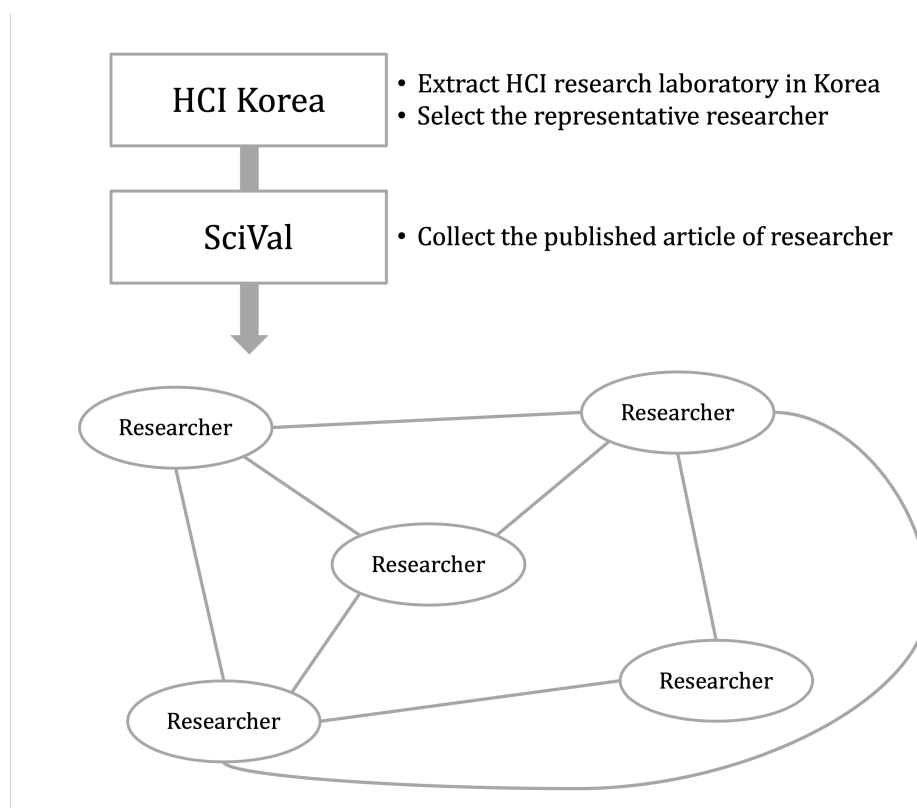 HCI Korea
• Extract HCI research laboratory in Korea
• Select the representative researcher
SciVal
• Collect the published article of researcher
Researcher
Researcher
Researcher
Researcher
Researcher